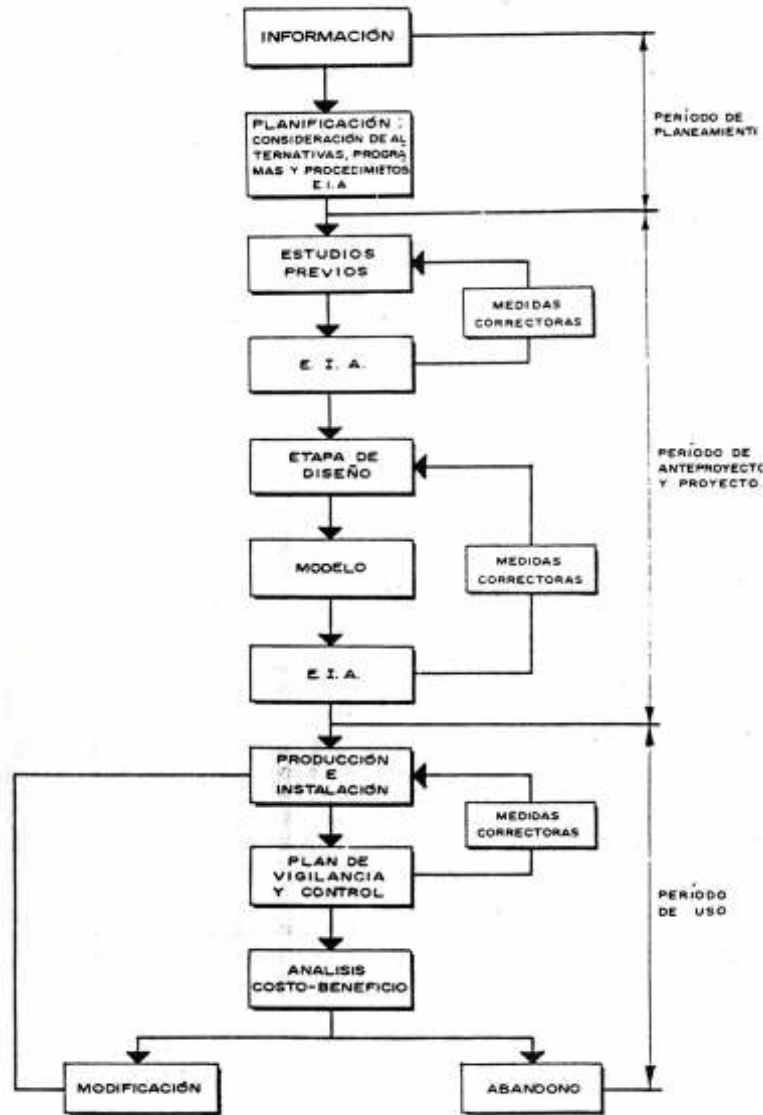 INFORMACIÓN
PERÍODO DE
PLANEAMIENT
PLANIFICACIÓN :
CONSIDERACIÓN DE AL
TERNATIVAS, PROGRA
MAS Y PROCEDIMIETOS
E.I.A
ESTUDIOS
PREVIOS
MEDIDAS
CORRECTORAS
E. I. A.
ETAPA DE
DISEÑO
PERÍODO DE
ANTEPROYECTO
Y PROYECTO
MODELO
MEDIDAS
CORRECTORAS
E. I. A.
PRODUCCIÓN
E
INSTALACIÓN
MEDIDAS
CORRECTORAS
PLAN DE
VIGILANCIA
Y CONTROL
PERÍODO
DE USO
ANALISIS
COSTO-BENEFICIO
MODIFICACIÓN
ABANDONO